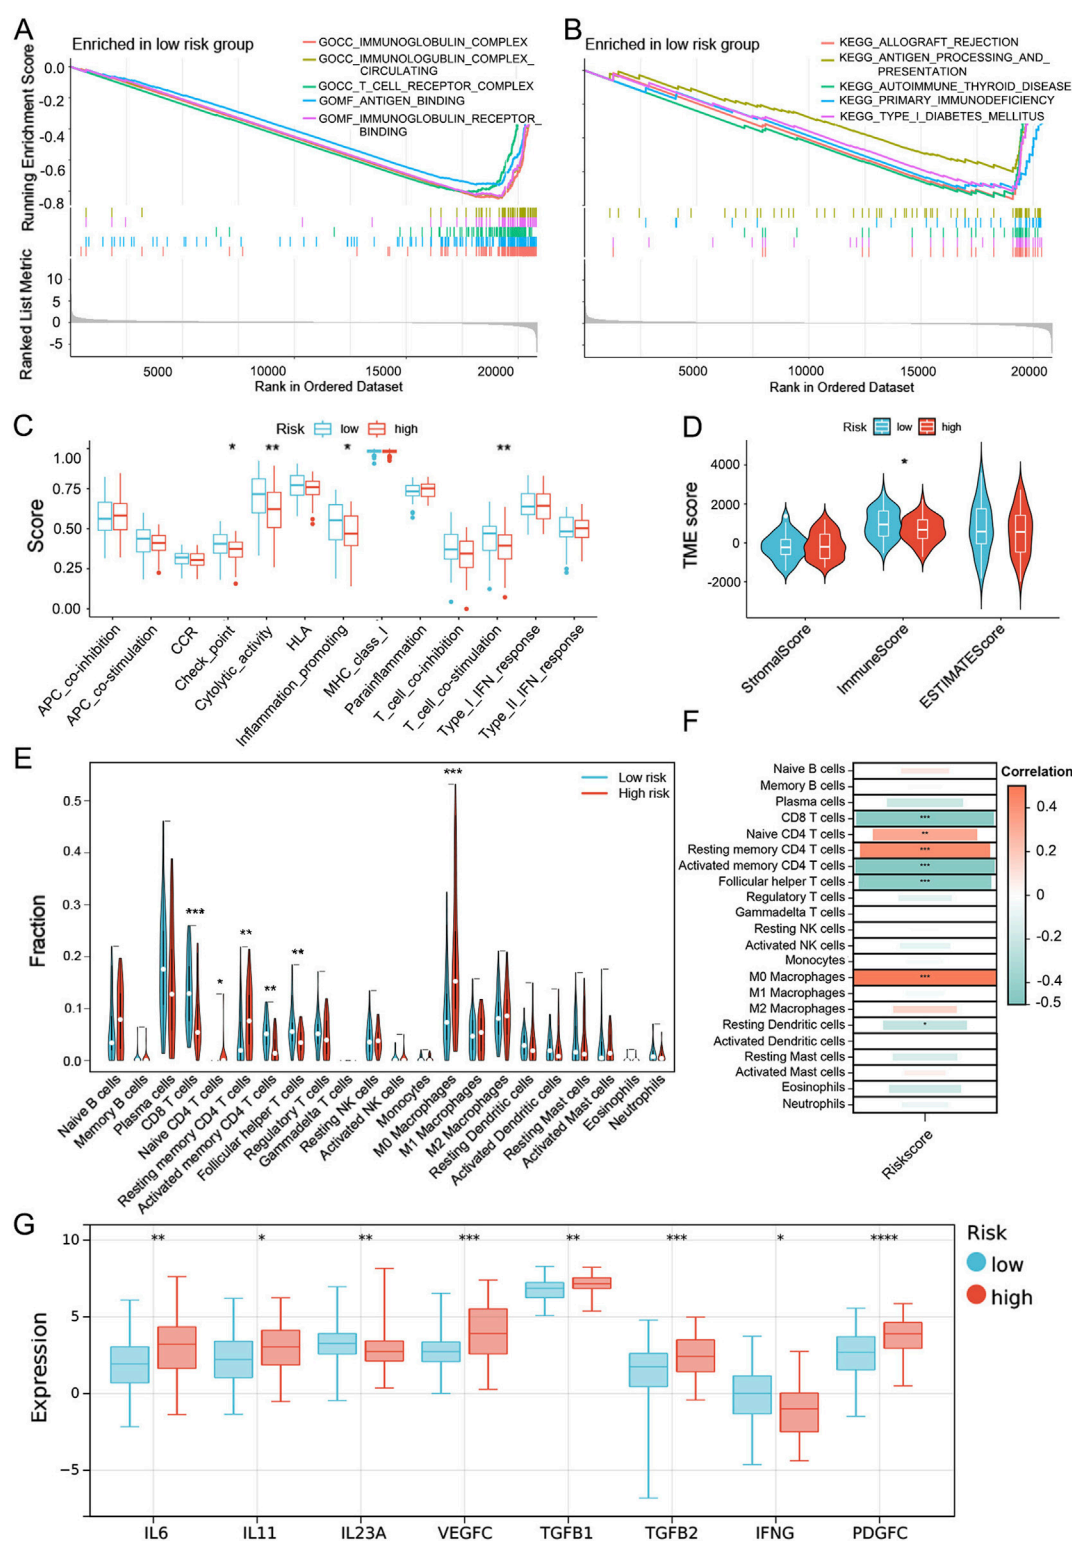 A
Enriched in low risk group
GOCC_IMMUNOGLOBULIN_COMPLEX
GOCC_IMMUNOLOGUBLIN_COMPLEX_
CIRCULATING
GOCC_T_CELL_RECEPTOR_COMPLEX
GOMF_ANTIGEN_BINDING
GOMF_IMMUNOGLOBULIN_RECEPTOR_
BINDING
Running Enrichment Score
0.0
-0.2
-0.4
-0.6
-0.8
Ranked List Metric
10
5
0
-5
5000 10000 15000 20000
Rank in Ordered Dataset
B
Enriched in low risk group
KEGG_ALLOGRAFT_REJECTION
KEGG_ANTIGEN_PROCESSING_AND_
PRESENTATION
KEGG_AUTOIMMUNE_THYROID_DISEASE
KEGG_PRIMARY_IMMUNODEFICIENCY
KEGG_TYPE_I_DIABETES_MELLITUS
5000 10000 15000 20000
Rank in Ordered Dataset
C
Risk low high
* ** * **
Score
1.00
0.75
0.50
0.25
0.00
APC_co-inhibition
APC_co-stimulation
CCR
Check_point
Cytolytic_activity
HLA
Inflammation_promoting
MHC_class_I
Parainflammation
T_cell_co-inhibition
T_cell_co-stimulation
Type_I_IFN_response
Type_II_IFN_response
D
Risk low high
*
TME score
4000
2000
0
-2000
StromalScore
ImmuneScore
ESTIMATEScore
E
Low risk
High risk
*** * ** ** ** ***
Fraction
0.5
0.4
0.3
0.2
0.1
0.0
Naive B cells
Memory B cells
Plasma cells
CD8 T cells
Naive CD4 T cells
Resting memory CD4 T cells
Activated memory CD4 T cells
Follicular helper T cells
Regulatory T cells
Gammadelta T cells
Resting NK cells
Activated NK cells
Monocytes
M0 Macrophages
M1 Macrophages
M2 Macrophages
Resting Dendritic cells
Activated Dendritic cells
Resting Mast cells
Activated Mast cells
Eosinophils
Neutrophils
F
Naive B cells
Memory B cells
Plasma cells
CD8 T cells ***
Naive CD4 T cells **
Resting memory CD4 T cells ***
Activated memory CD4 T cells ***
Follicular helper T cells ***
Regulatory T cells
Gammadelta T cells
Resting NK cells
Activated NK cells
Monocytes
M0 Macrophages ***
M1 Macrophages
M2 Macrophages
Resting Dendritic cells *
Activated Dendritic cells
Resting Mast cells
Activated Mast cells
Eosinophils
Neutrophils
Riskscore
Correlation
0.4
0.2
0
-0.2
-0.4
-0.5
G
** * ** *** ** *** * ****
Risk
low
high
Expression
10
5
0
−5
IL6 IL11 IL23A VEGFC TGFB1 TGFB2 IFNG PDGFC